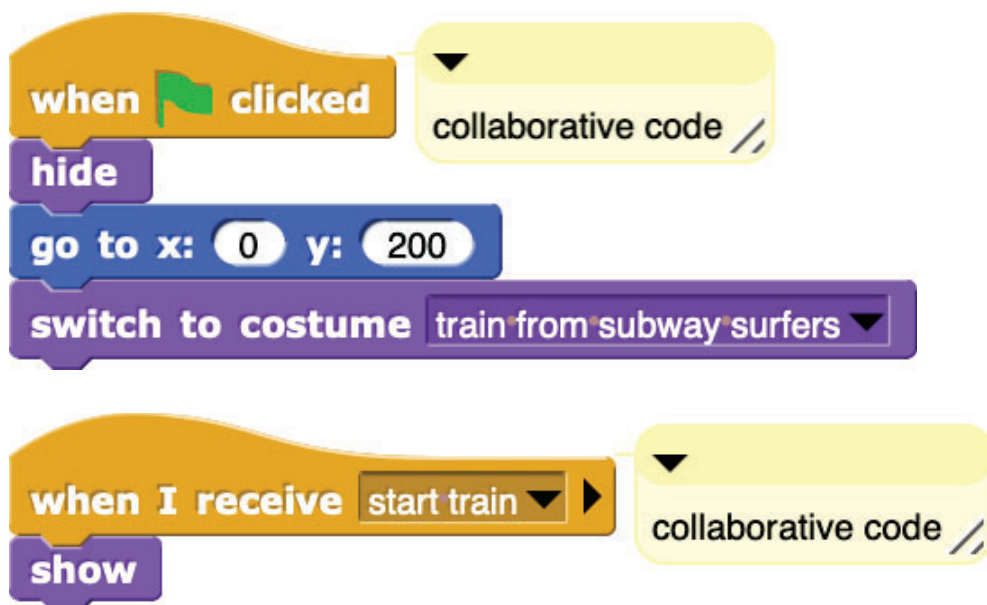 when clicked
collaborative code
hide
go to x: 0 y: 200
switch to costume train from subway surfers
when I receive start train
collaborative code
show